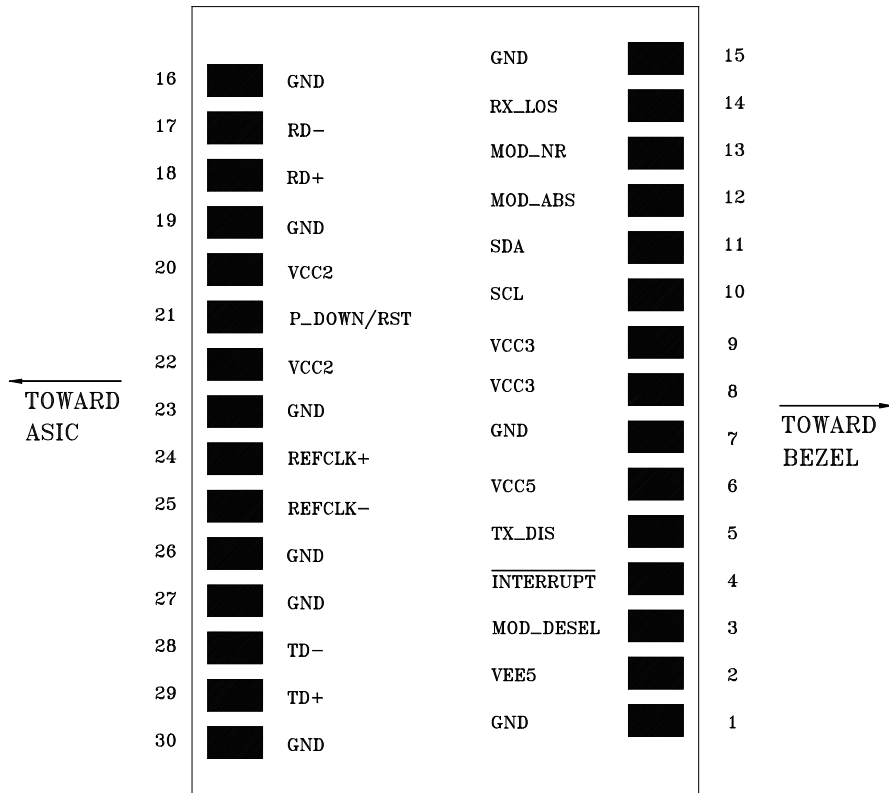 GND 15
16 GND
RX_LOS 14
17 RD-
MOD_NR 13
18 RD+
MOD_ABS 12
19 GND
SDA 11
20 VCC2
SCL 10
21 P_DOWN/RST
VCC3 9
22 VCC2
VCC3 8
TOWARD
ASIC
23 GND
GND 7
TOWARD
BEZEL
24 REFCLK+
VCC5 6
25 REFCLK-
TX_DIS 5
26 GND
INTERRUPT 4
27 GND
MOD_DESEL 3
28 TD-
VEE5 2
29 TD+
GND 1
30 GND